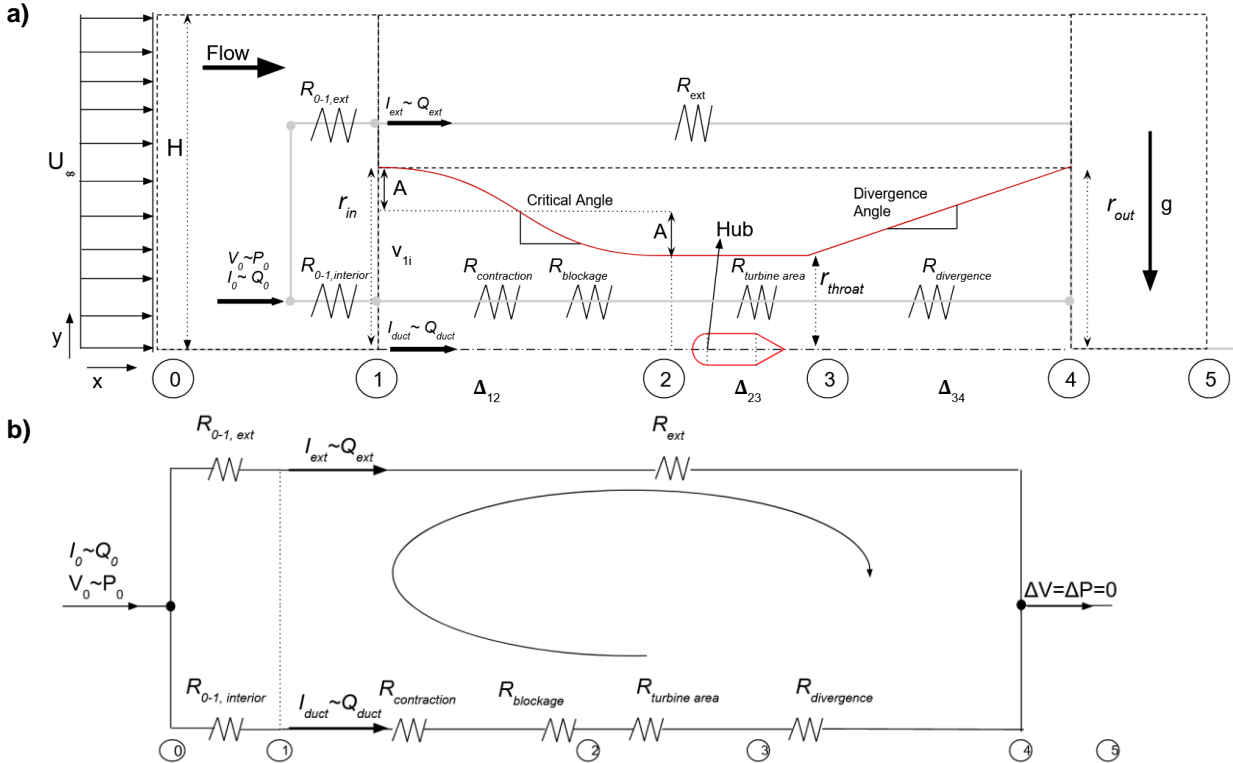 a)
Flow
H
U∞
R0-1,ext
Iext~ Qext
Rext
A
Critical Angle
Divergence
Angle
rin
A
Hub
rout
g
v1i
V0~P0
I0~ Q0
R0-1,interior
Rcontraction
Rblockage
Rturbine area
rthroat
Rdivergence
Iduct~ Qduct
y
x
0
1
Δ12
2
Δ23
3
Δ34
4
5
b)
R0-1, ext
Iext~Qext
Rext
I0~Q0
V0~P0
ΔV=ΔP=0
R0-1, interior
Iduct~Qduct
Rcontraction
Rblockage
Rturbine area
Rdivergence
0
1
2
3
4
5